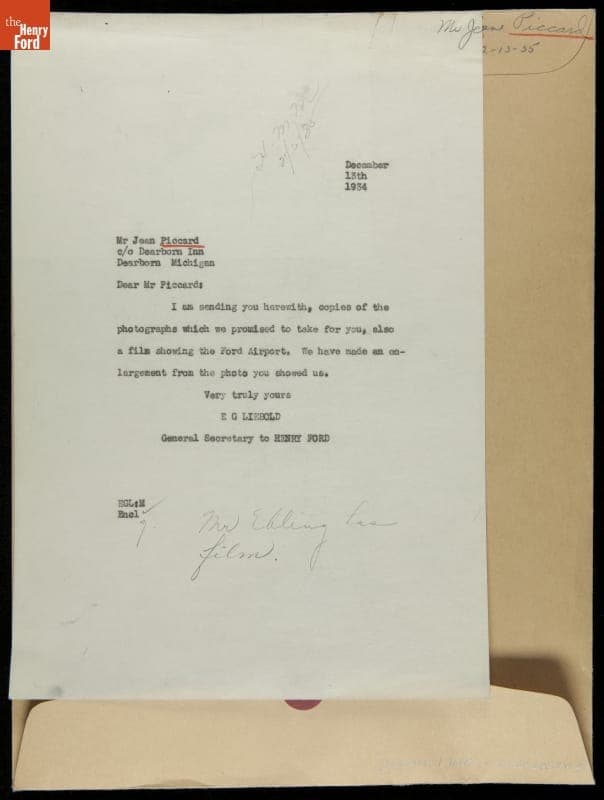 the
Henry
Ford
Mr Jean Piccard
2-13-35
December
13th
1934
Mr Jean Piccard
c/o Dearborn Inn
Dearborn Michigan
Dear Mr Piccard:
I am sending you herewith, copies of the
photographs which we promised to take for you, also
a film showing the Ford Airport. We have made an en-
largement from the photo you showed us.
Very truly yours
E G LIEBOLD
General Secretary to HENRY FORD
EGL:M
Encl
9
Mr Ebling has
film.